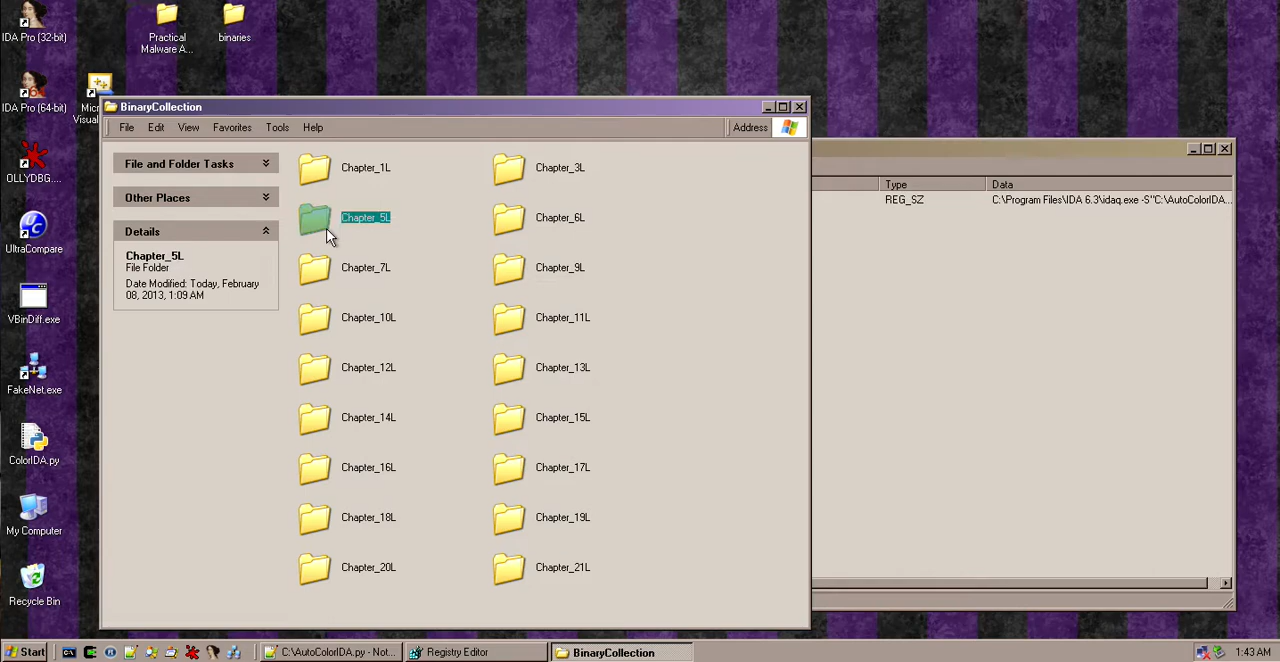 IDA Pro (32-bit)
Practical
Malware A...
binaries
IDA Pro (64-bit)
OLLYDBG....
UltraCompare
VBinDiff.exe
FakeNet.exe
ColorIDA.py
My Computer
Recycle Bin
BinaryCollection
File Edit View Favorites Tools Help
Address
File and Folder Tasks
Other Places
Details
Chapter_5L
File Folder
Date Modified: Today, February
08, 2013, 1:09 AM
Chapter_1L
Chapter_3L
Chapter_5L
Chapter_6L
Chapter_7L
Chapter_9L
Chapter_10L
Chapter_11L
Chapter_12L
Chapter_13L
Chapter_14L
Chapter_15L
Chapter_16L
Chapter_17L
Chapter_18L
Chapter_19L
Chapter_20L
Chapter_21L
Type Data
REG_SZ C:\Program Files\IDA 6.3\idaq.exe -S"C:\AutoColorIDA...
Start
C:\AutoColorIDA.py - Not...
Registry Editor
BinaryCollection
1:43 AM